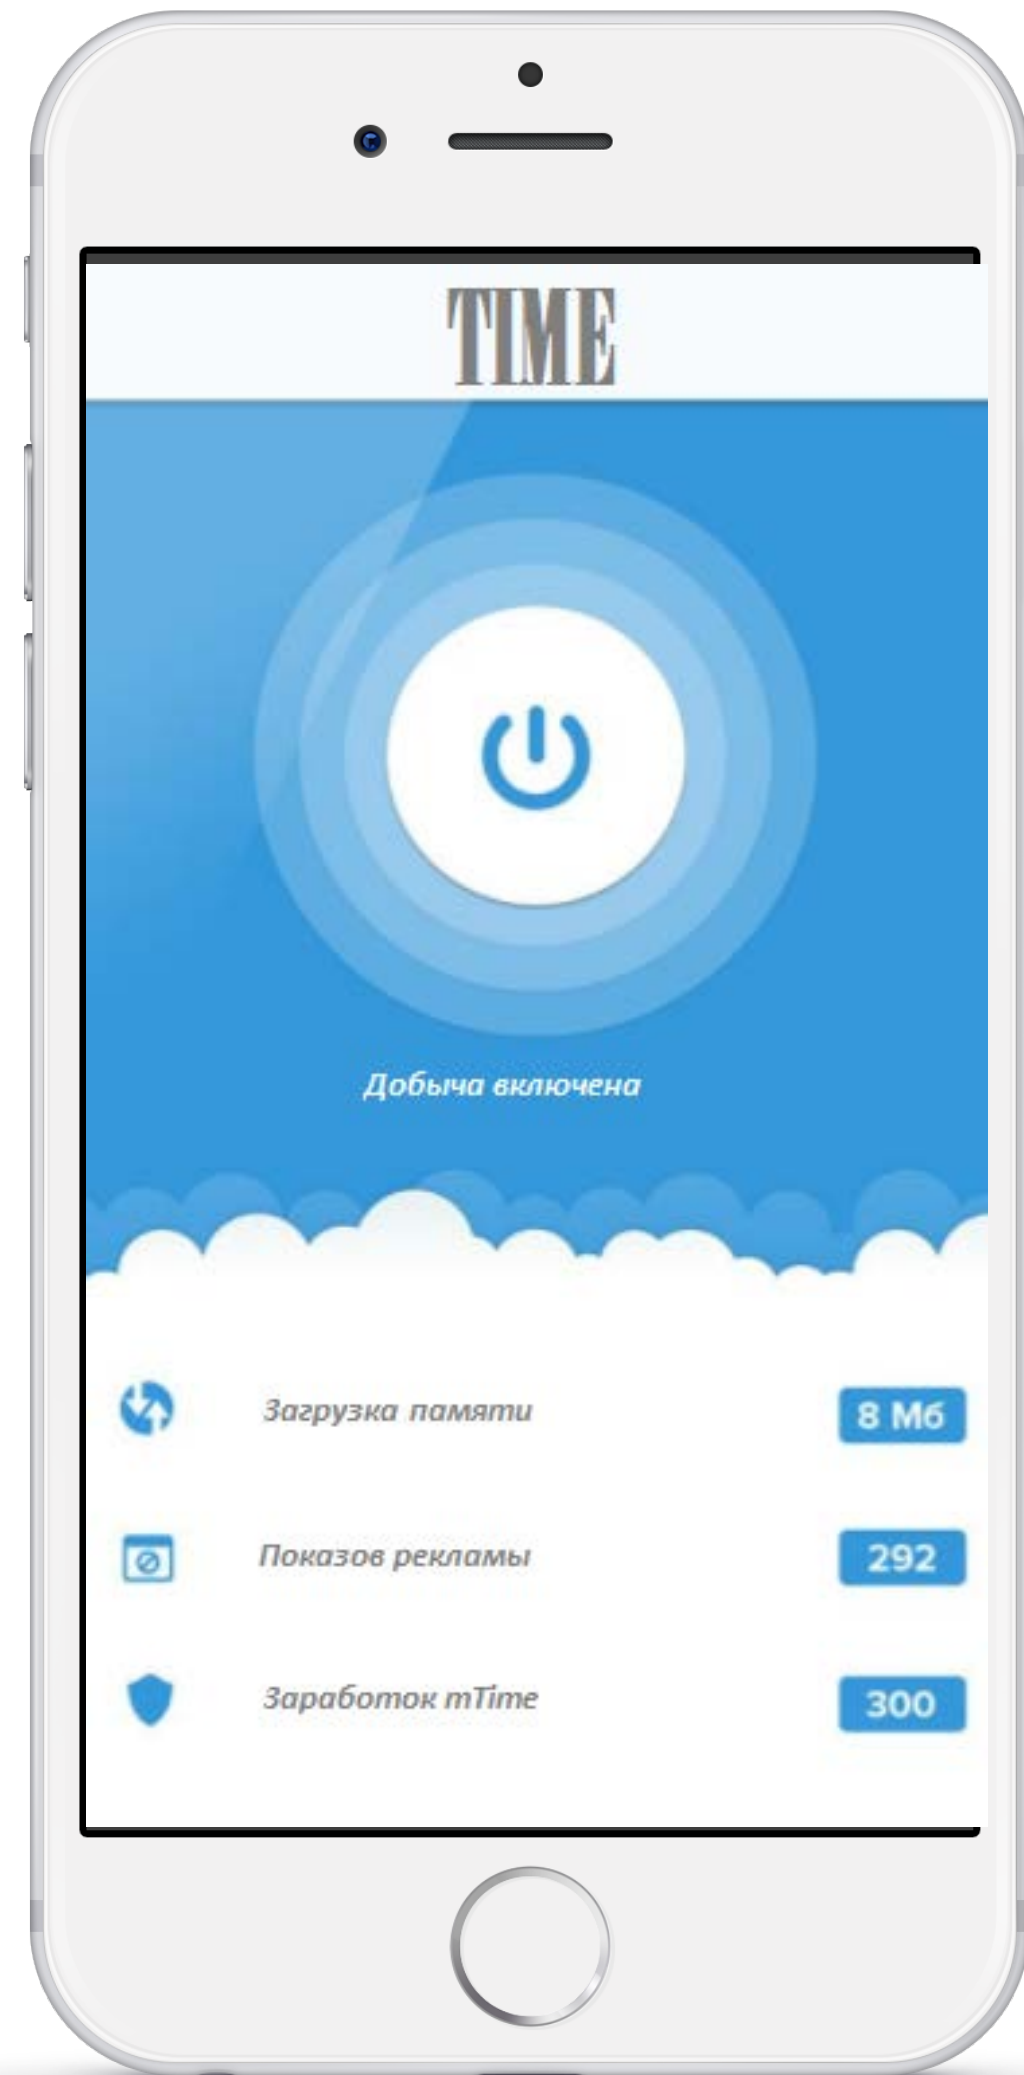 TIME
Добыча включена
Загрузка памяти
8 Мб
Показов рекламы
292
Заработок mTime
300